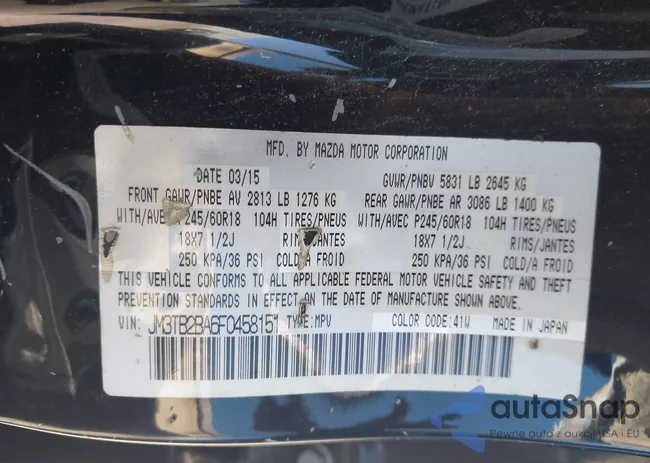 MFD. BY MAZDA MOTOR CORPORATION
DATE 03/15 GVWR/PNBV 5831 LB 2645 KG
FRONT GAWR/PNBE AV 2813 LB 1276 KG REAR GAWR/PNBE AR 3086 LB 1400 KG
WITH/AVEC P245/60R18 104H TIRES/PNEUS WITH/AVEC P245/60R18 104H TIRES/PNEUS
18X7 1/2J RIMS/JANTES 18X7 1/2J RIMS/JANTES
250 KPA/36 PSI COLD/A FROID 250 KPA/36 PSI COLD/A FROID
THIS VEHICLE CONFORMS TO ALL APPLICABLE FEDERAL MOTOR VEHICLE SAFETY AND THEFT
PREVENTION STANDARDS IN EFFECT ON THE DATE OF MANUFACTURE SHOWN ABOVE.
VIN: JM3TB2BA6F0458151 TYPE:MPV COLOR CODE:41W MADE IN JAPAN
autoSnap
Pewne auta z aukcji USA i EU